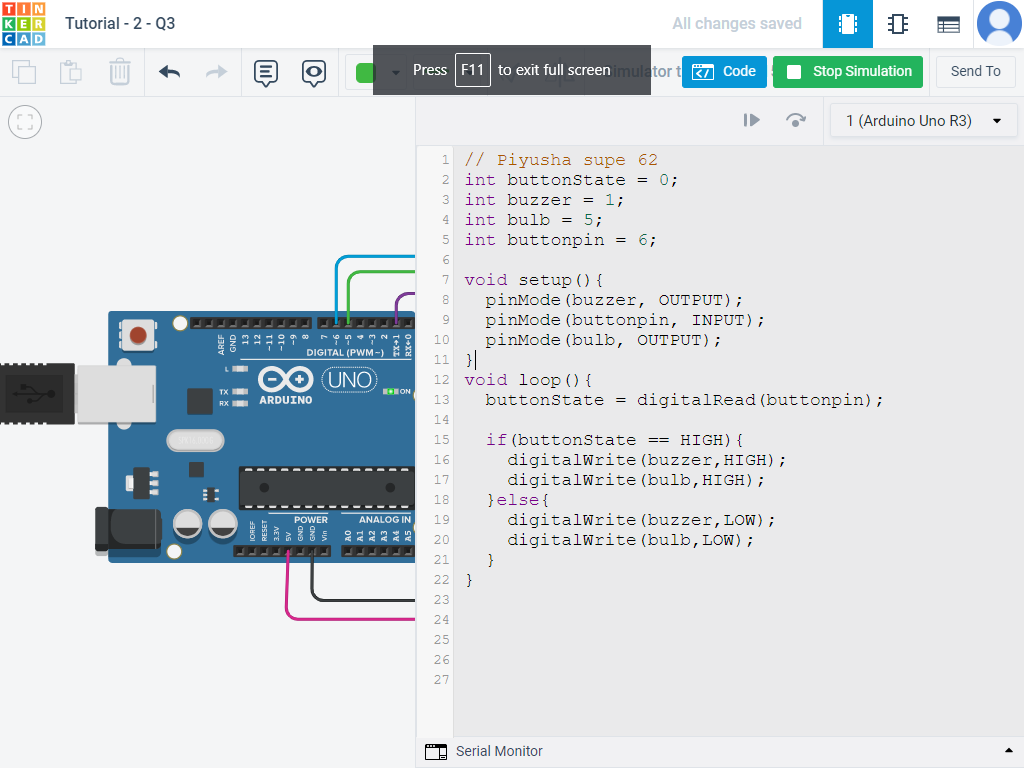 TIN
KER
CAD
Tutorial - 2 - Q3
All changes saved
Press F11 to exit full screen
Simulator t
Code
Stop Simulation
Send To
1 (Arduino Uno R3)
1 // Piyusha supe 62
2 int buttonState = 0;
3 int buzzer = 1;
4 int bulb = 5;
5 int buttonpin = 6;
6
7 void setup(){
8 pinMode(buzzer, OUTPUT);
9 pinMode(buttonpin, INPUT);
10 pinMode(bulb, OUTPUT);
11 }
12 void loop(){
13 buttonState = digitalRead(buttonpin);
14
15 if(buttonState == HIGH){
16 digitalWrite(buzzer,HIGH);
17 digitalWrite(bulb,HIGH);
18 }else{
19 digitalWrite(buzzer,LOW);
20 digitalWrite(bulb,LOW);
21 }
22 }
23
24
25
26
27
AREF GND 13 12 ~11 ~10 ~9 8 7 ~6 ~5 4 ~3 2 TX→1 RX←0
DIGITAL (PWM~)
L
TX
RX
UNO
ON
ARDUINO
POWER
ANALOG IN
IOREF RESET 3.3V 5V GND GND Vin A0 A1 A2 A3 A4 A5
Serial Monitor